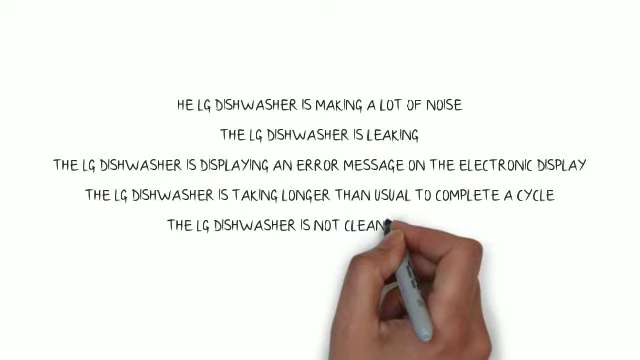 HE LG DISHWASHER IS MAKING A LOT OF NOISE
THE LG DISHWASHER IS LEAKING
THE LG DISHWASHER IS DISPLAYING AN ERROR MESSAGE ON THE ELECTRONIC DISPLAY
THE LG DISHWASHER IS TAKING LONGER THAN USUAL TO COMPLETE A CYCLE
THE LG DISHWASHER IS NOT CLEAN